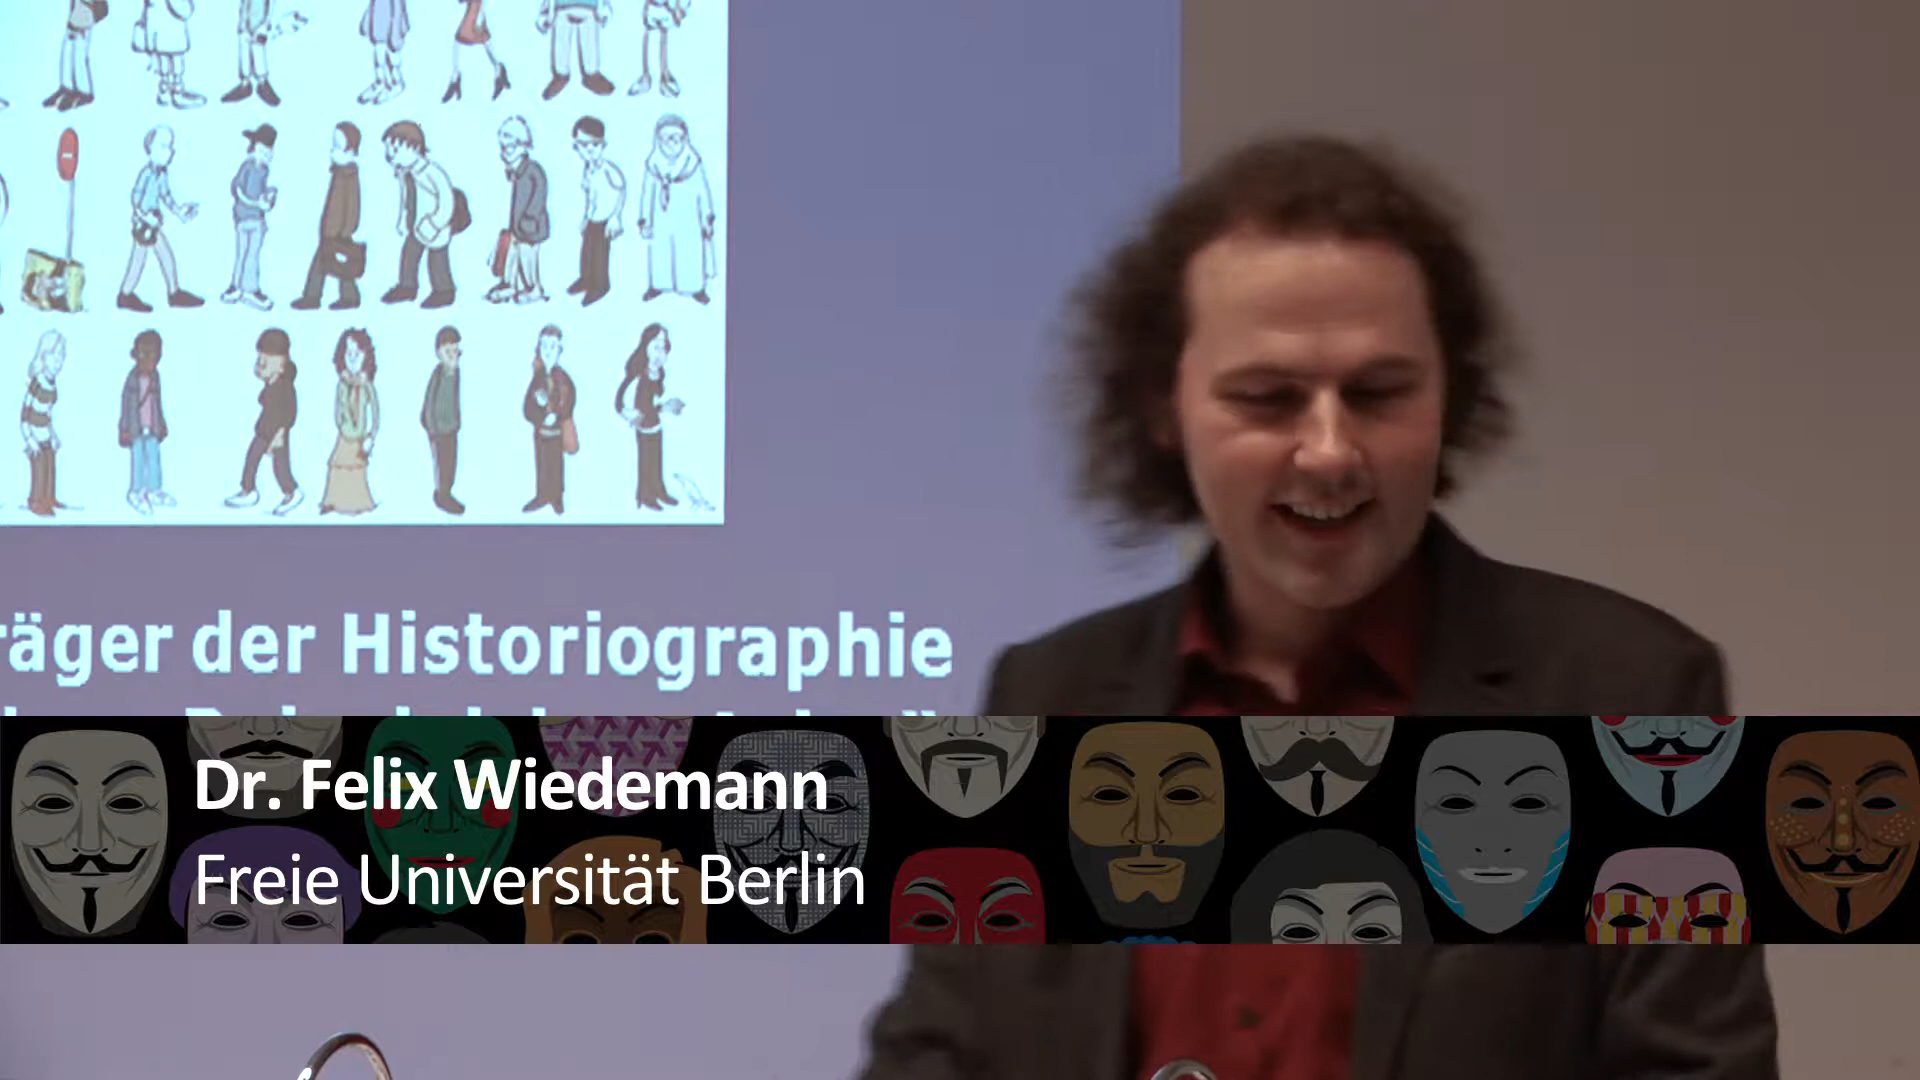 räger der Historiographie
Dr. Felix Wiedemann
Freie Universität Berlin